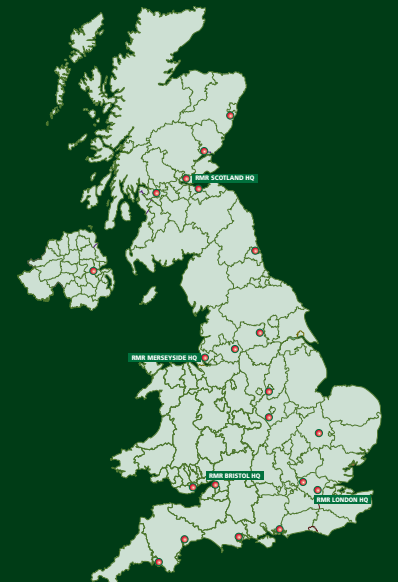 RMR SCOTLAND HQ
RMR MERSEYSIDE HQ
RMR BRISTOL HQ
RMR LONDON HQ